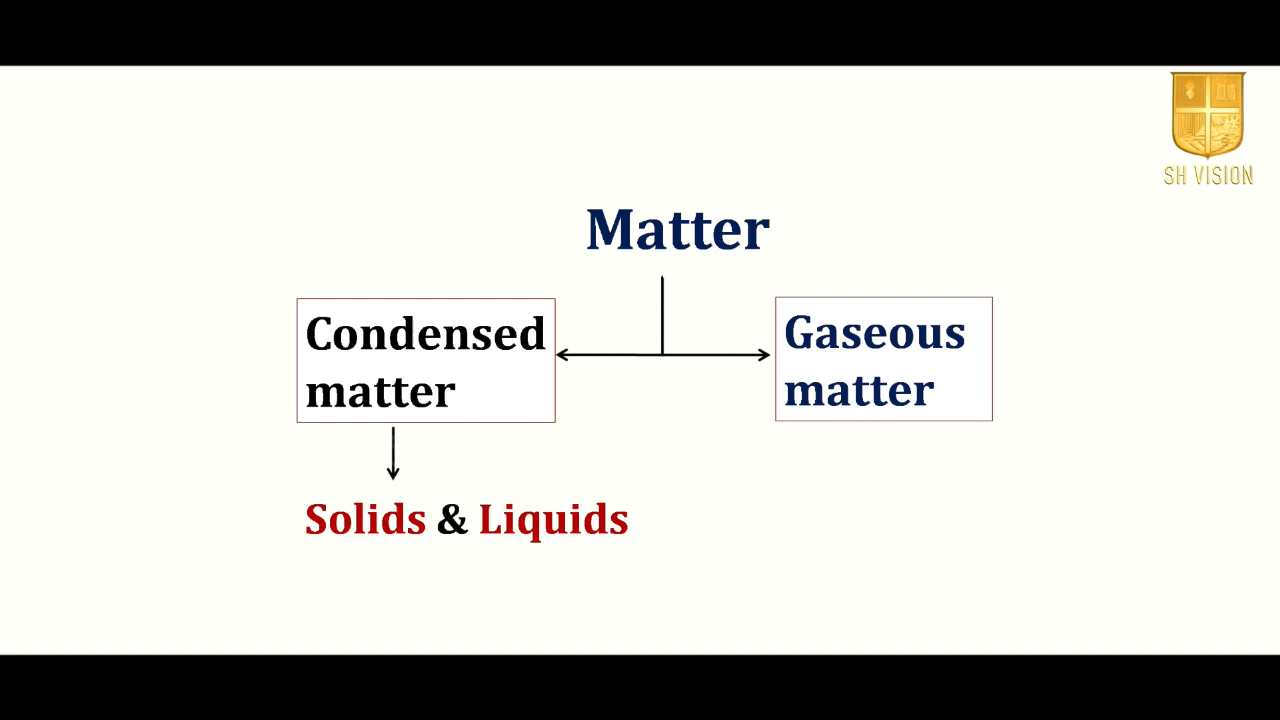 SH VISION
Matter
Condensed
matter
Gaseous
matter
Solids & Liquids